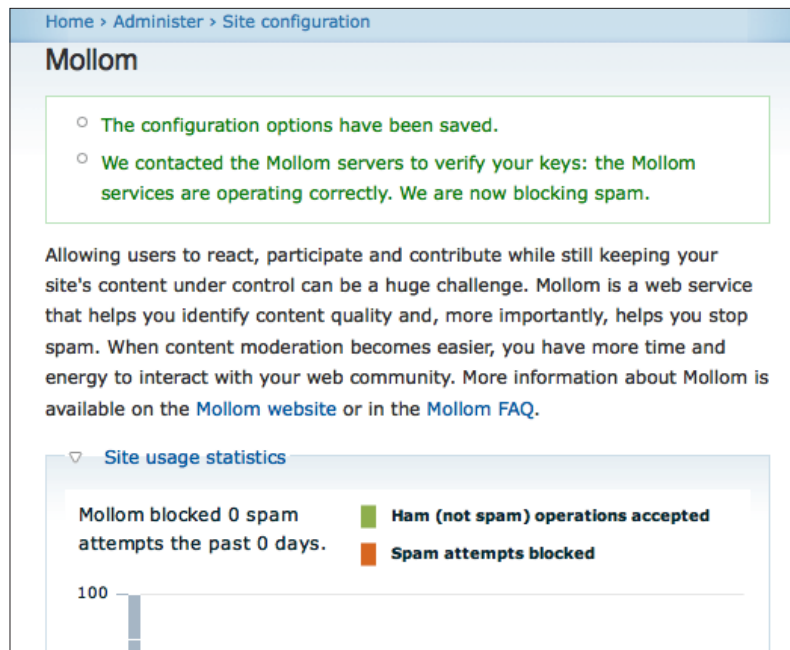 Home › Administer › Site configuration
Mollom
The configuration options have been saved.
We contacted the Mollom servers to verify your keys: the Mollom
services are operating correctly. We are now blocking spam.
Allowing users to react, participate and contribute while still keeping your
site's content under control can be a huge challenge. Mollom is a web service
that helps you identify content quality and, more importantly, helps you stop
spam. When content moderation becomes easier, you have more time and
energy to interact with your web community. More information about Mollom is
available on the Mollom website or in the Mollom FAQ.
Site usage statistics
Mollom blocked 0 spam
attempts the past 0 days.
Ham (not spam) operations accepted
Spam attempts blocked
100